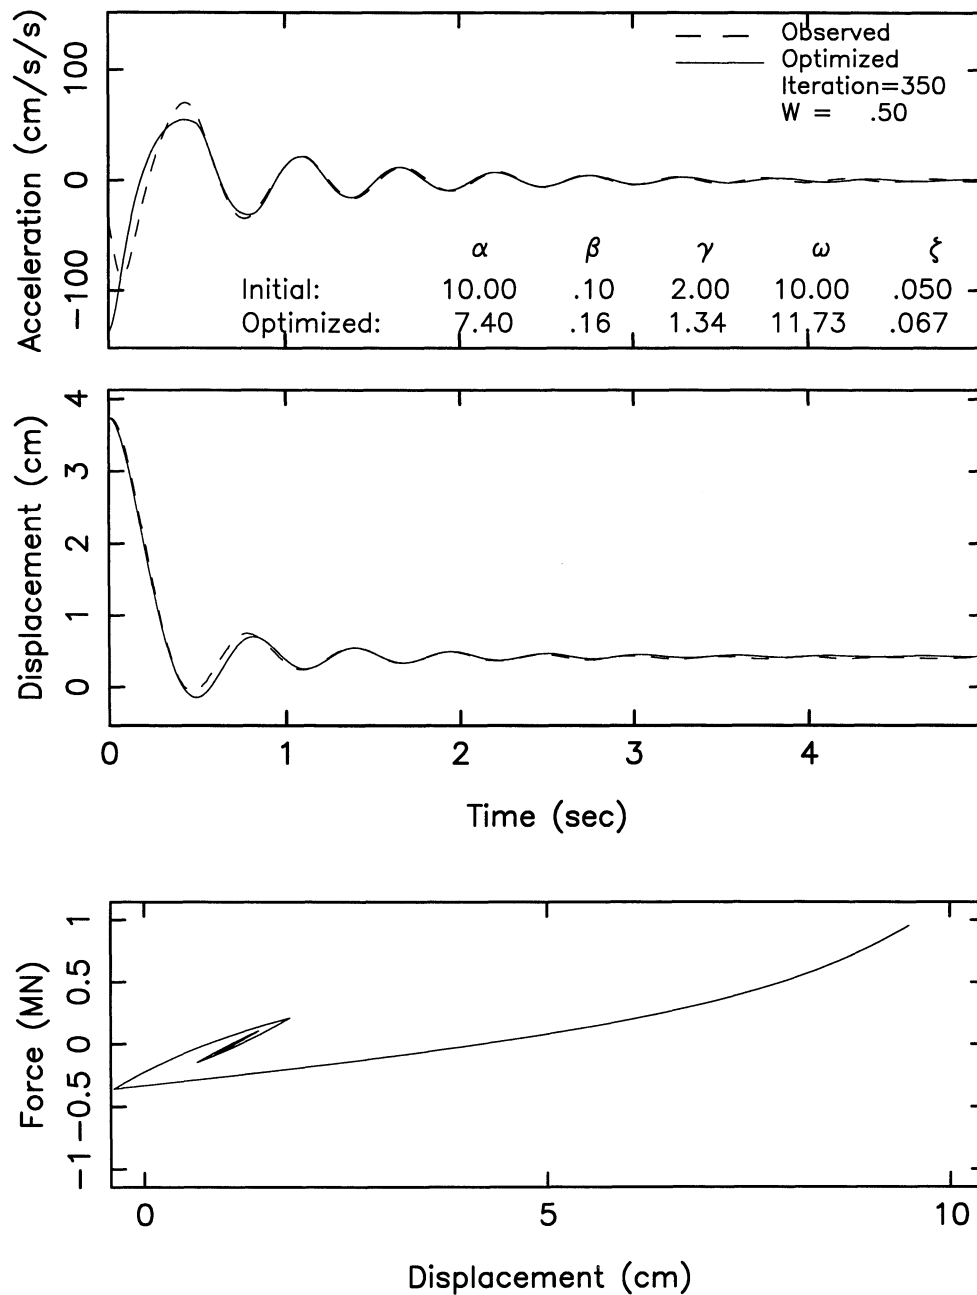 Observed
Optimized
Iteration=350
W = .50
Acceleration (cm/s/s)
100
0
−100
α β γ ω ζ
Initial: 10.00 .10 2.00 10.00 .050
Optimized: 7.40 .16 1.34 11.73 .067
Displacement (cm)
4
3
2
1
0
0 1 2 3 4
Time (sec)
Force (MN)
1
0.5
0
−0.5
−1
0 5 10
Displacement (cm)